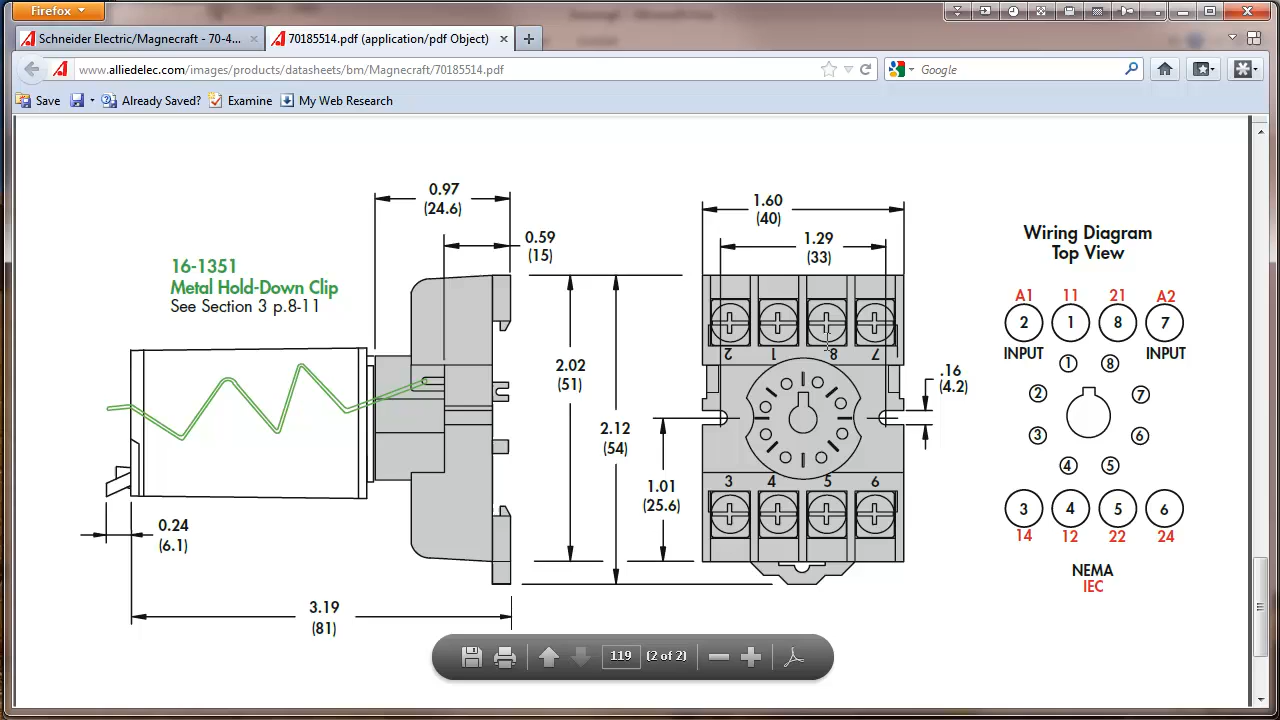 Firefox
Schneider Electric/Magnecraft - 70-4...
70185514.pdf (application/pdf Object)
www.alliedelec.com/images/products/datasheets/bm/Magnecraft/70185514.pdf
Google
Save
Already Saved?
Examine
My Web Research
0.97
(24.6)
0.59
(15)
16-1351
Metal Hold-Down Clip
See Section 3 p.8-11
0.24
(6.1)
3.19
(81)
2.02
(51)
2.12
(54)
1.01
(25.6)
1.60
(40)
1.29
(33)
2 1 8 7
3 4 5 6
.16
(4.2)
Wiring Diagram
Top View
A1 11 21 A2
2 1 8 7
INPUT INPUT
1 8
2 7
3 6
4 5
3 4 5 6
14 12 22 24
NEMA
IEC
119 (2 of 2)